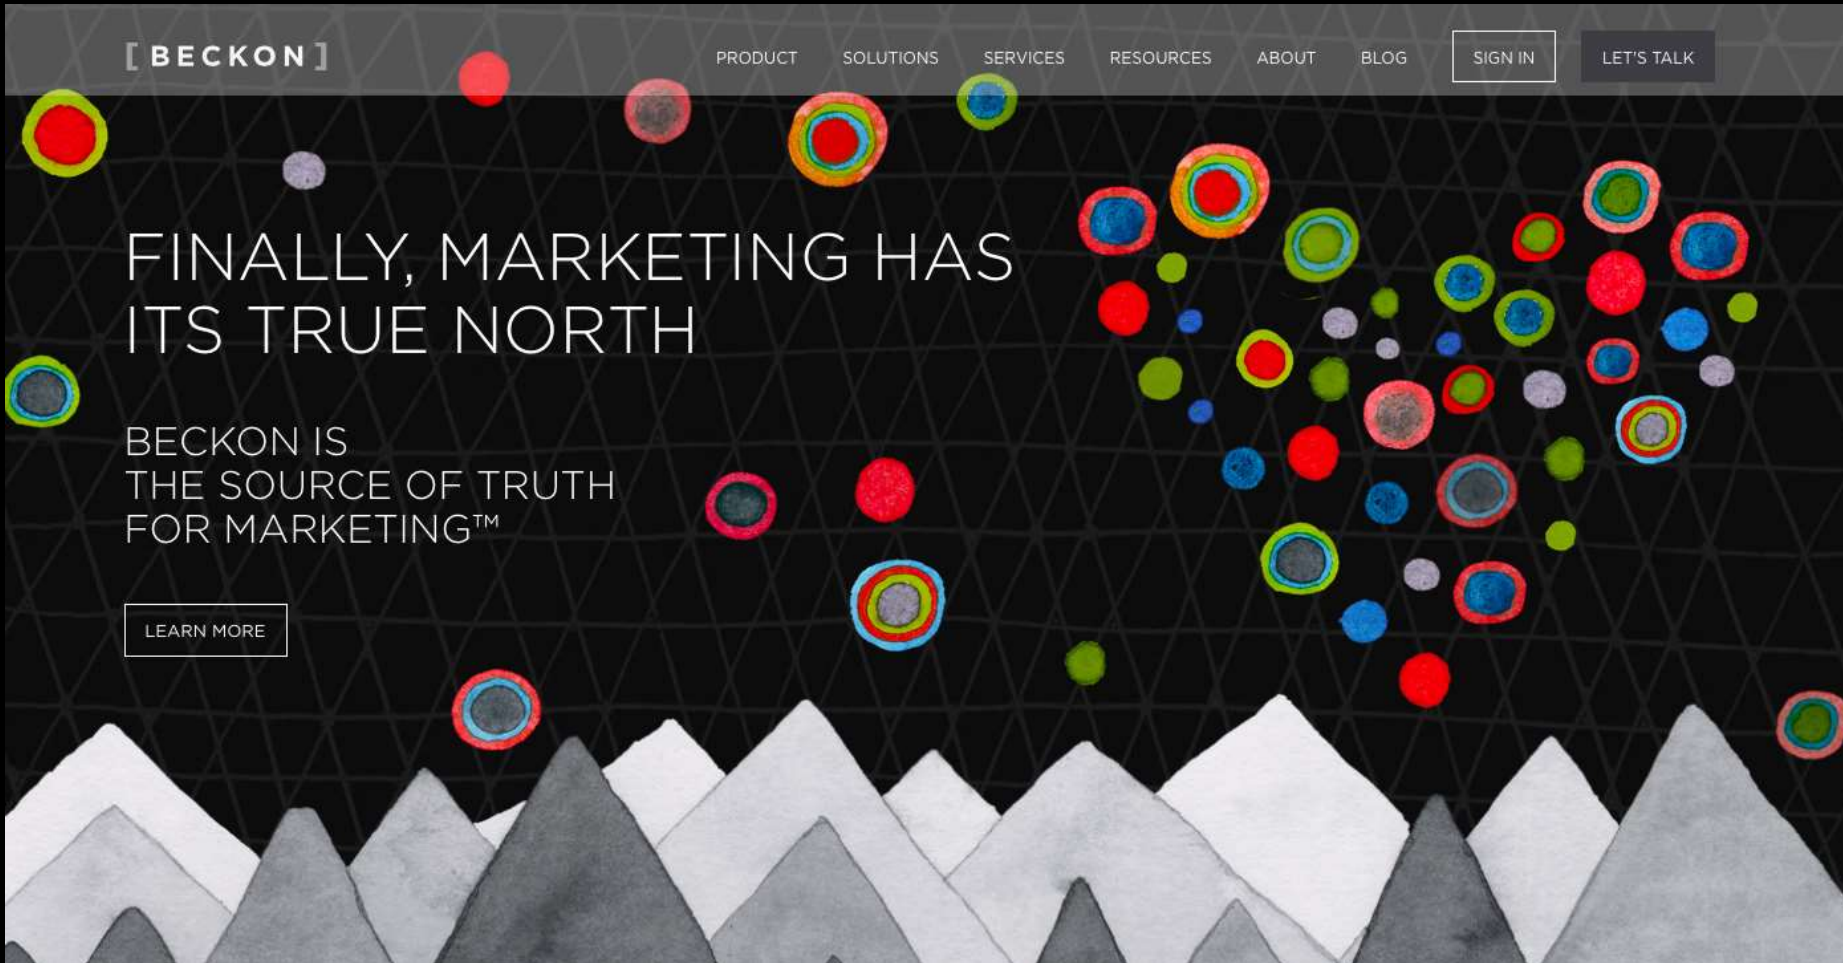 [BECKON]
PRODUCT
SOLUTIONS
SERVICES
RESOURCES
ABOUT
BLOG
SIGN IN
LET'S TALK
FINALLY, MARKETING HAS
ITS TRUE NORTH
BECKON IS
THE SOURCE OF TRUTH
FOR MARKETING™
LEARN MORE